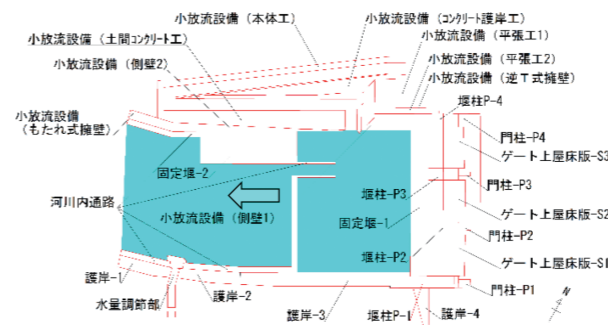 小放流設備（本体工）
小放流設備（コンクリート護岸工）
小放流設備（土間コンクリート工）
小放流設備（平張工1）
小放流設備（側壁2）
小放流設備（平張工2）
小放流設備（逆T式擁壁）
堰柱P-4
小放流設備
（もたれ式擁壁）
門柱-P4
ゲート上屋床版-S3
固定堰-2
門柱-P3
河川内通路
堰柱-P3
ゲート上屋床版-S2
小放流設備（側壁1）
固定堰-1
門柱-P2
堰柱-P2
ゲート上屋床版-S1
護岸-1
門柱-P1
水量調節部
護岸-2
護岸-3
堰柱P-1
護岸-4
N